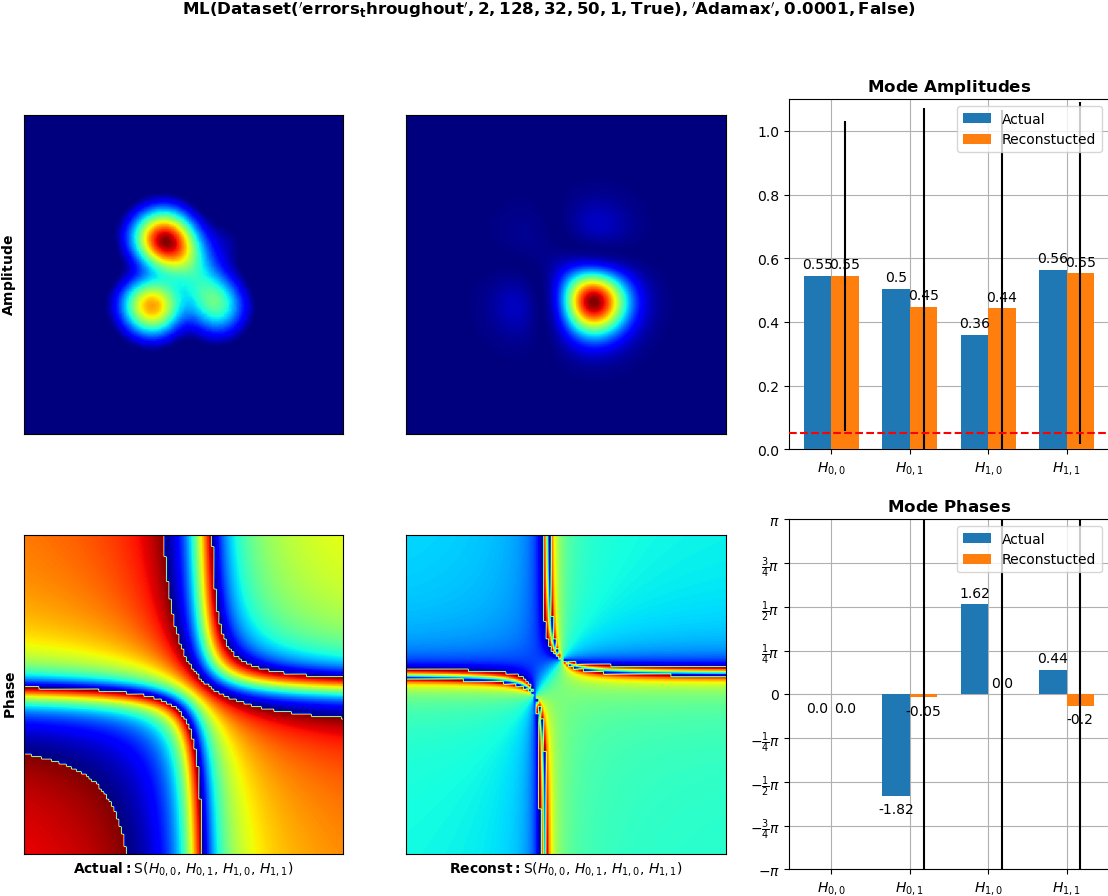 ML(Dataset('errors_throughout', 2, 128, 32, 50, 1, True), 'Adamax', 0.0001, False)
Amplitude
Mode Amplitudes
Actual
Reconstucted
1.0
0.8
0.6
0.4
0.2
0.0
0.55
0.55
0.5
0.45
0.36
0.44
0.56
0.55
H0,0
H0,1
H1,0
H1,1
Phase
Actual: S(H0,0, H0,1, H1,0, H1,1)
Reconst: S(H0,0, H0,1, H1,0, H1,1)
Mode Phases
Actual
Reconstucted
π
3/4π
1/2π
1/4π
0
−1/4π
−1/2π
−3/4π
−π
0.0
0.0
-1.82
-0.05
1.62
0.0
0.44
-0.2
H0,0
H0,1
H1,0
H1,1